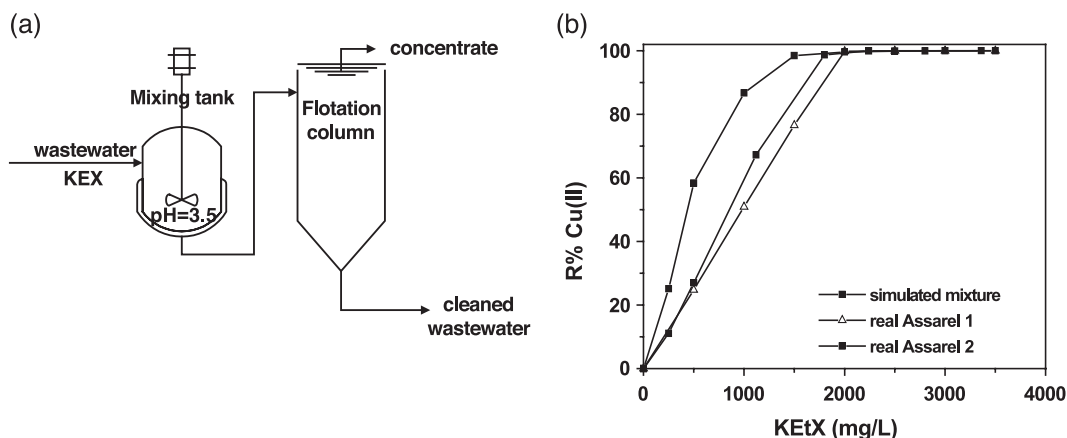 (a)
concentrate
Mixing tank
Flotation
column
wastewater
KEX
pH=3.5
cleaned
wastewater
(b)
100
80
60
40
20
0
R% Cu(II)
simulated mixture
real Assarel 1
real Assarel 2
0
1000
2000
3000
4000
KEtX (mg/L)